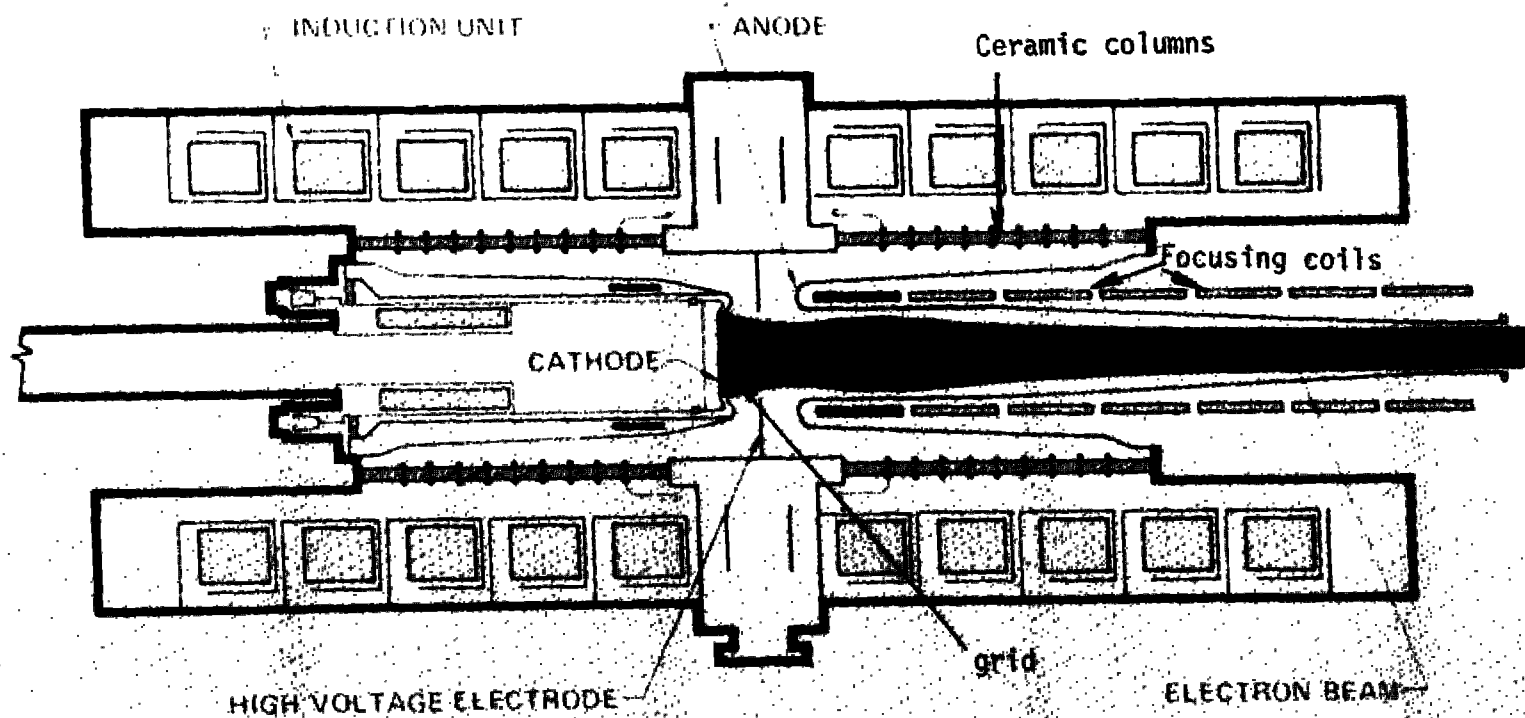 INDUCTION UNIT
ANODE
Ceramic columns
Focusing coils
CATHODE
grid
HIGH VOLTAGE ELECTRODE
ELECTRON BEAM